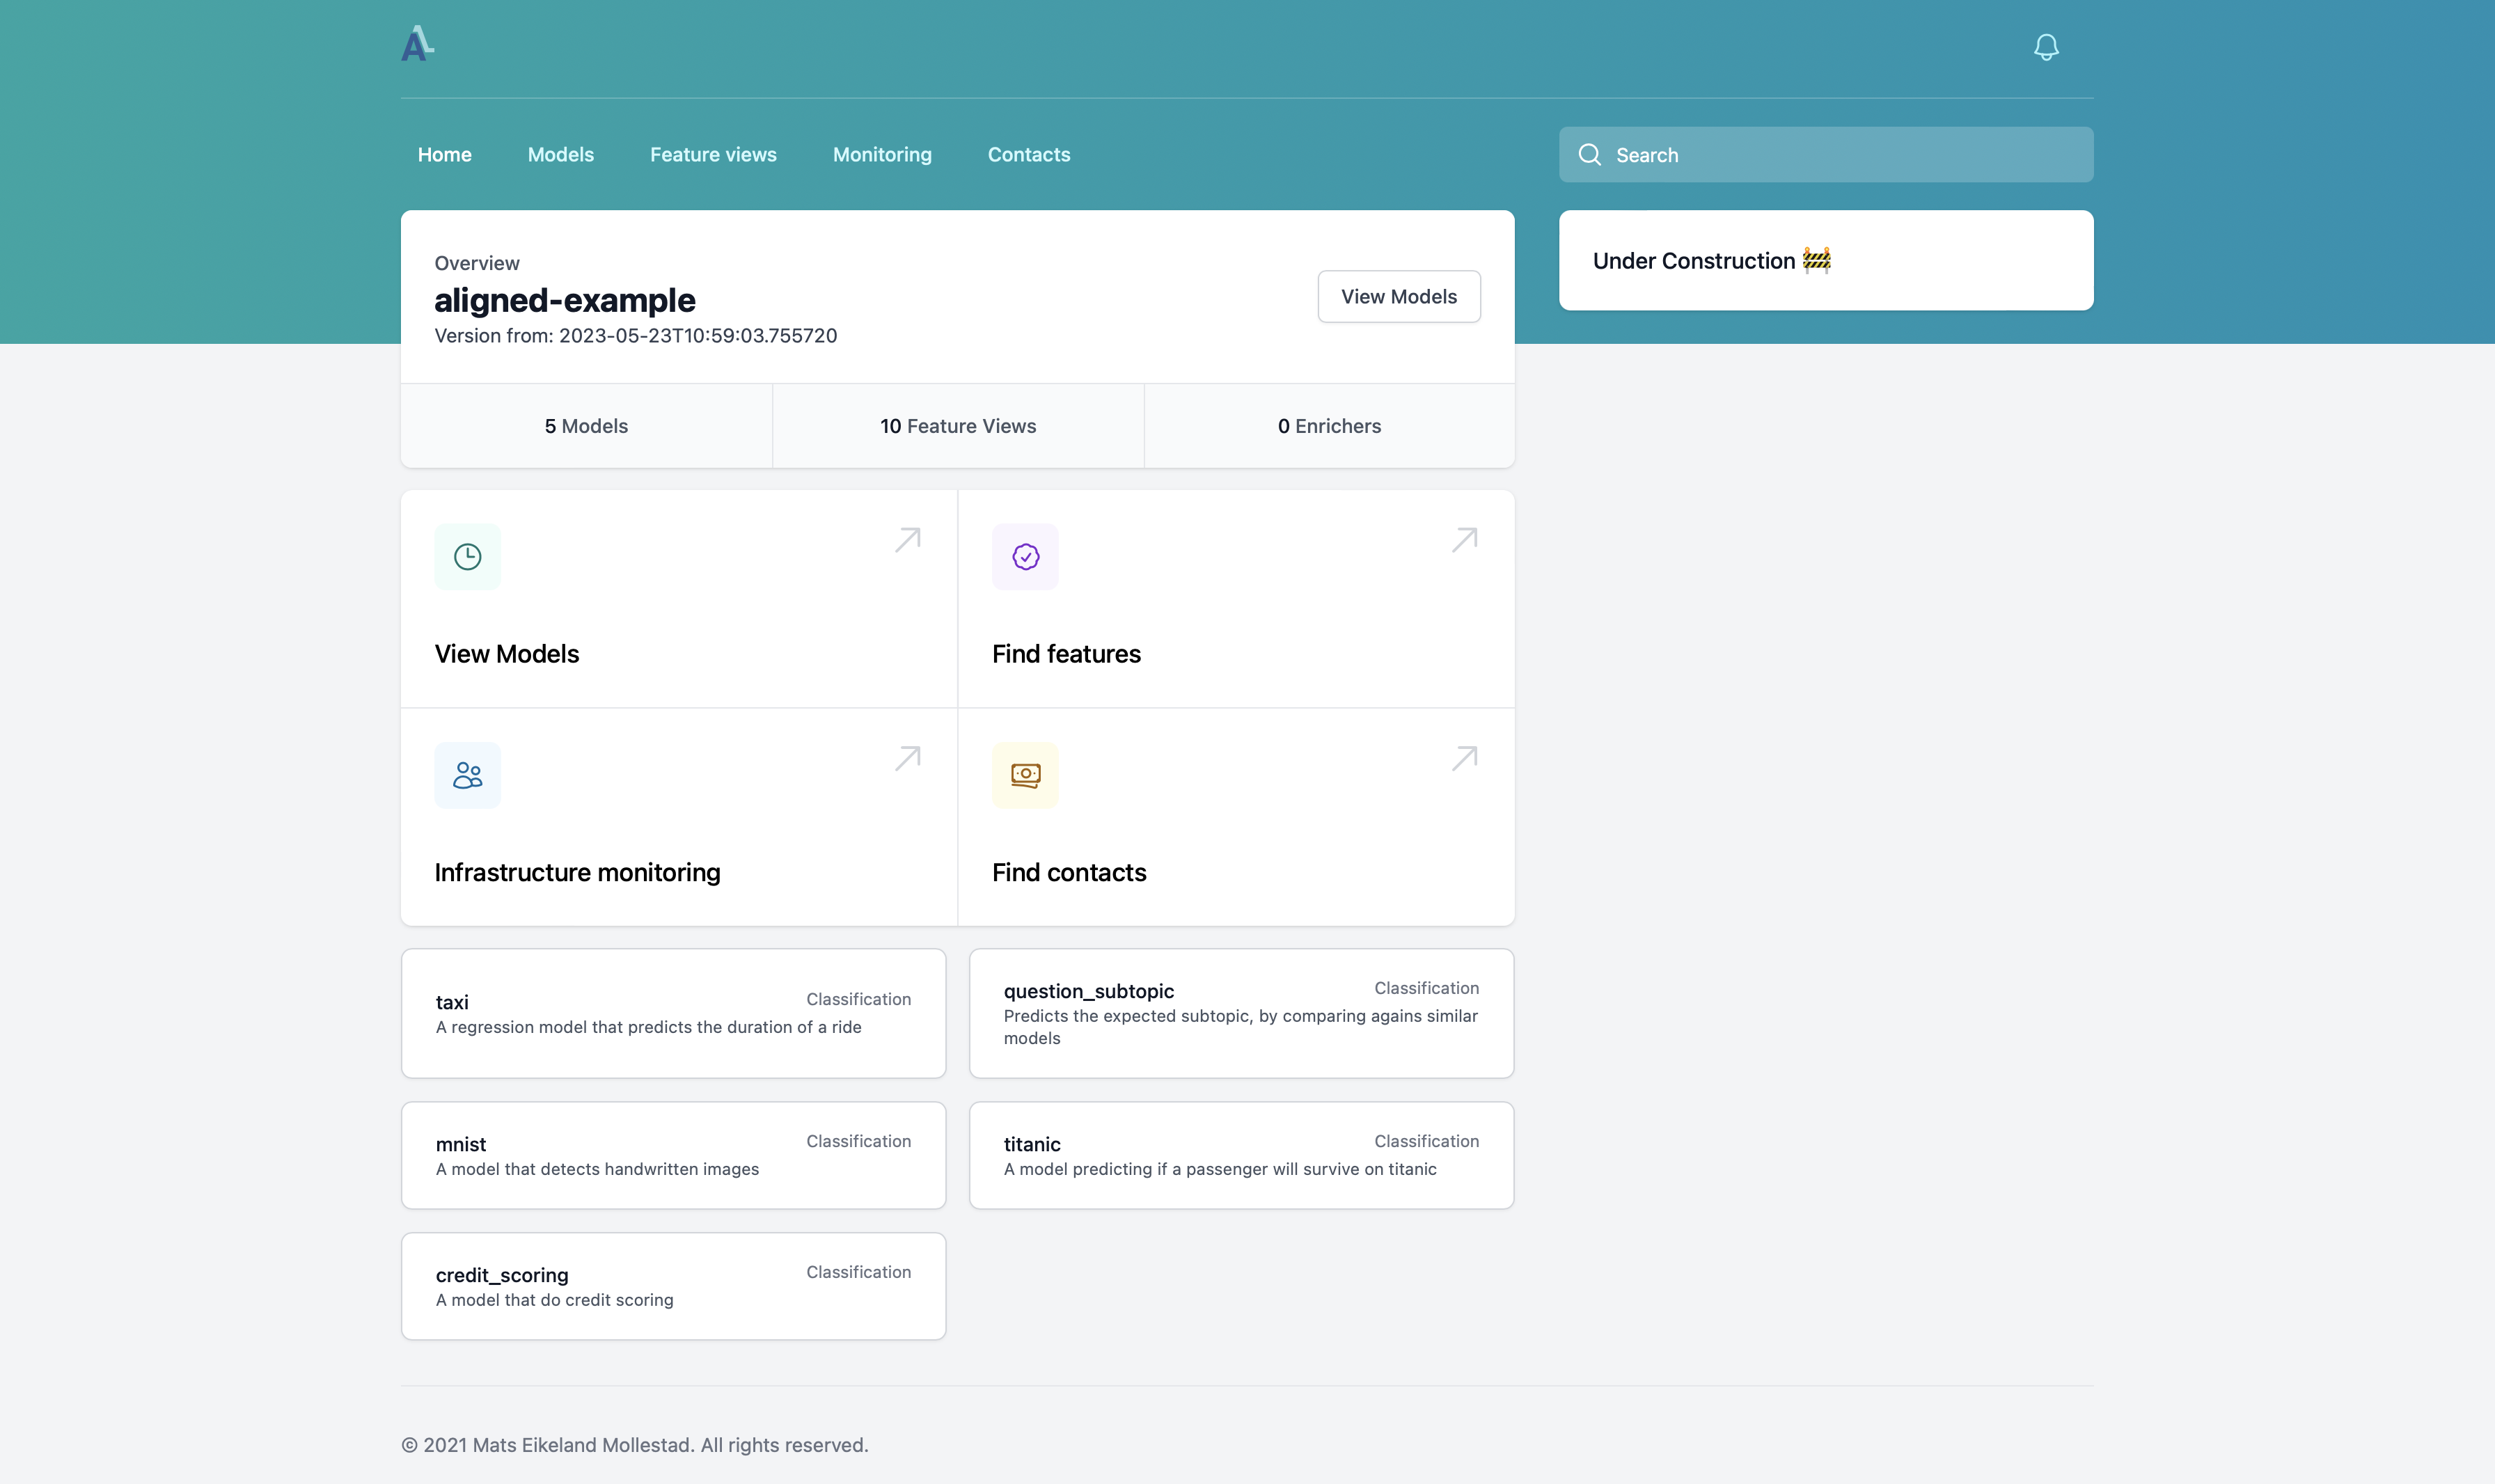 AL
Home Models Feature views Monitoring Contacts
Search
Overview
aligned-example
Version from: 2023-05-23T10:59:03.755720
View Models
Under Construction 🚧
5 Models
10 Feature Views
0 Enrichers
View Models
Find features
Infrastructure monitoring
Find contacts
taxi
Classification
A regression model that predicts the duration of a ride
question_subtopic
Classification
Predicts the expected subtopic, by comparing agains similar
models
mnist
Classification
A model that detects handwritten images
titanic
Classification
A model predicting if a passenger will survive on titanic
credit_scoring
Classification
A model that do credit scoring
© 2021 Mats Eikeland Mollestad. All rights reserved.